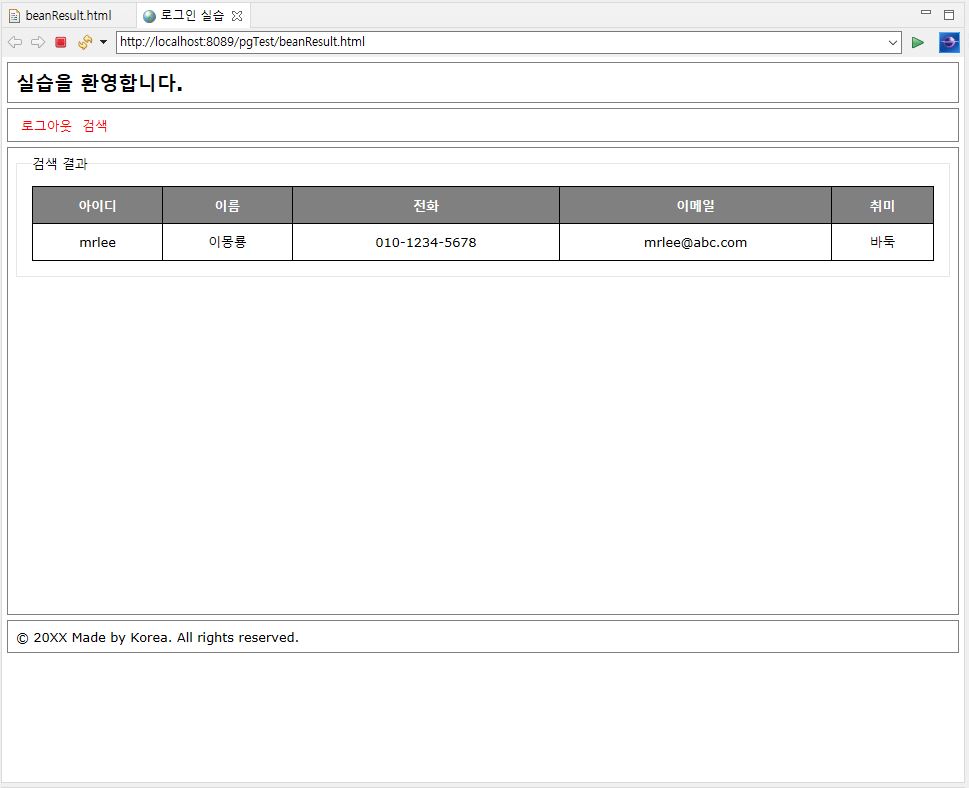 beanResult.html 로그인 실습
http://localhost:8089/pgTest/beanResult.html
실습을 환영합니다.
로그아웃 검색
검색 결과
아이디 이름 전화 이메일 취미
mrlee 이몽룡 010-1234-5678 mrlee@abc.com 바둑
© 20XX Made by Korea. All rights reserved.